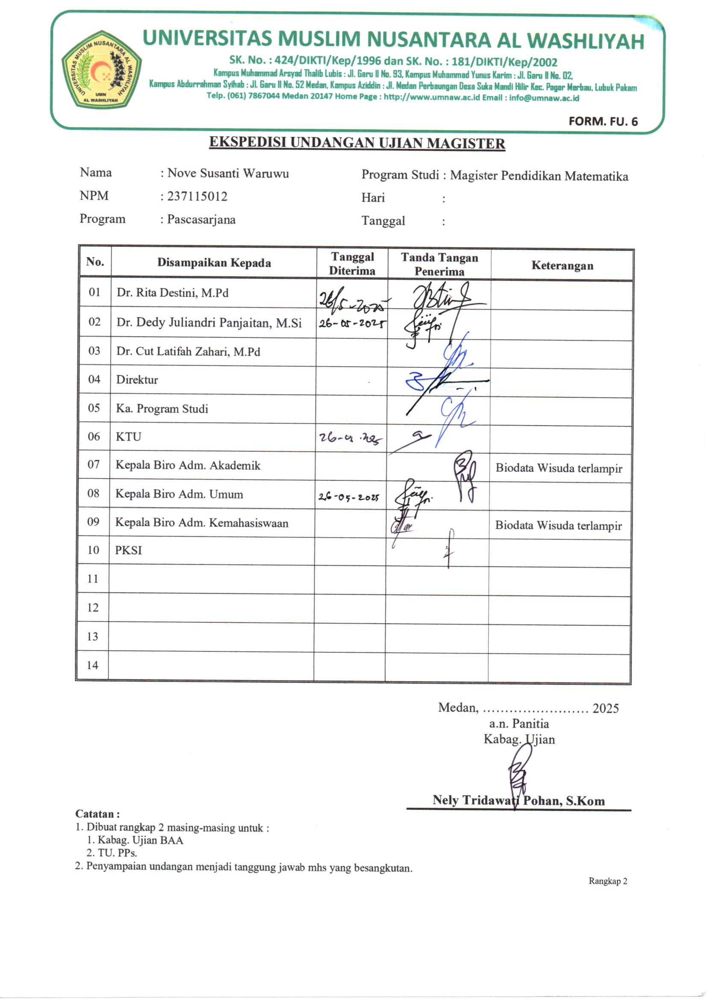 UNIVERSITAS MUSLIM NUSANTARA AL WASHLIYAH
UMN
AL WASHLIYAH
UNIVERSITAS MUSLIM NUSANTARA AL WASHLIYAH
SK. No. : 424/DIKTI/Kep/1996 dan SK. No. : 181/DIKTI/Kep/2002
Kampus Muhammad Arsyad Thalib Lubis : Jl. Garu II No. 93, Kampus Muhammad Yunus Karim : Jl. Garu II No. 02,
Kampus Abdurrahman Syihab : Jl. Garu II No. 52 Medan, Kampus Aziddin : Jl. Medan Perbaungan Desa Suka Mandi Hilir Kec. Pagar Merbau, Lubuk Pakam
Telp. (061) 7867044 Medan 20147 Home Page : http://www.umnaw.ac.id Email : info@umnaw.ac.id
FORM. FU. 6
EKSPEDISI UNDANGAN UJIAN MAGISTER
Nama : Nove Susanti Waruwu Program Studi : Magister Pendidikan Matematika
NPM : 237115012 Hari :
Program : Pascasarjana Tanggal :
No. Disampaikan Kepada Tanggal Diterima Tanda Tangan Penerima Keterangan
01 Dr. Rita Destini, M.Pd 26/5-2025
02 Dr. Dedy Juliandri Panjaitan, M.Si 26-05-2025
03 Dr. Cut Latifah Zahari, M.Pd
04 Direktur
05 Ka. Program Studi
06 KTU 26-05.2025
07 Kepala Biro Adm. Akademik Biodata Wisuda terlampir
08 Kepala Biro Adm. Umum 26-05-2025
09 Kepala Biro Adm. Kemahasiswaan Biodata Wisuda terlampir
10 PKSI
11
12
13
14
Medan, ........................ 2025
a.n. Panitia
Kabag. Ujian
Nely Tridawati Pohan, S.Kom
Catatan :
1. Dibuat rangkap 2 masing-masing untuk :
1. Kabag. Ujian BAA
2. TU. PPs.
2. Penyampaian undangan menjadi tanggung jawab mhs yang besangkutan.
Rangkap 2